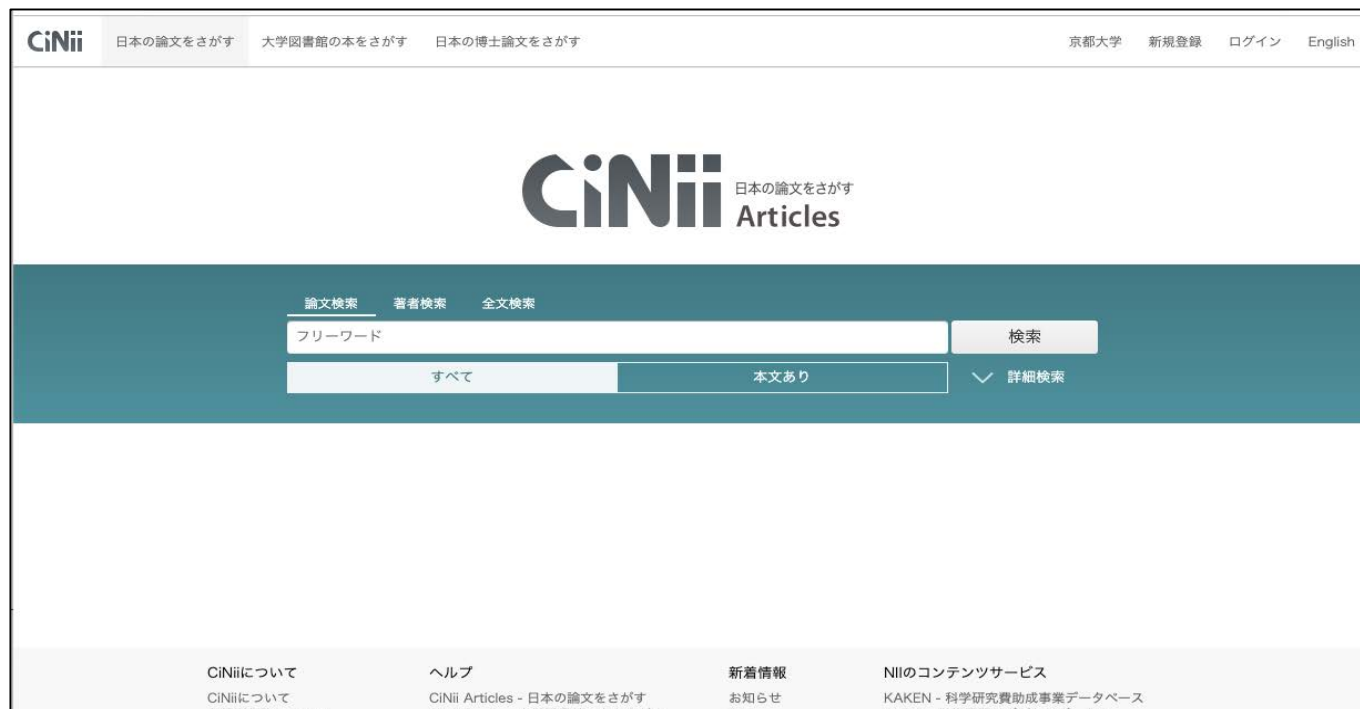 CiNii 日本の論文をさがす 大学図書館の本をさがす 日本の博士論文をさがす 京都大学 新規登録 ログイン English
CiNii 日本の論文をさがす
Articles
論文検索 著者検索 全文検索
フリーワード 検索
すべて 本文あり 詳細検索
CiNiiについて ヘルプ 新着情報 NIIのコンテンツサービス
CiNiiについて CiNii Articles - 日本の論文をさがす お知らせ KAKEN - 科学研究費助成事業データベース